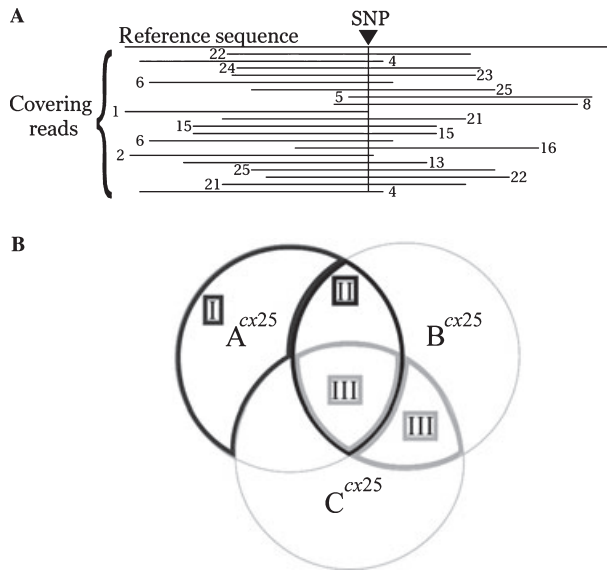 A
SNP
Reference sequence
22
4
24
23
6
25
5
8
1
21
15
15
6
16
2
13
25
22
21
4
Covering
reads
B
I
II
A^cx25
B^cx25
III
III
C^cx25